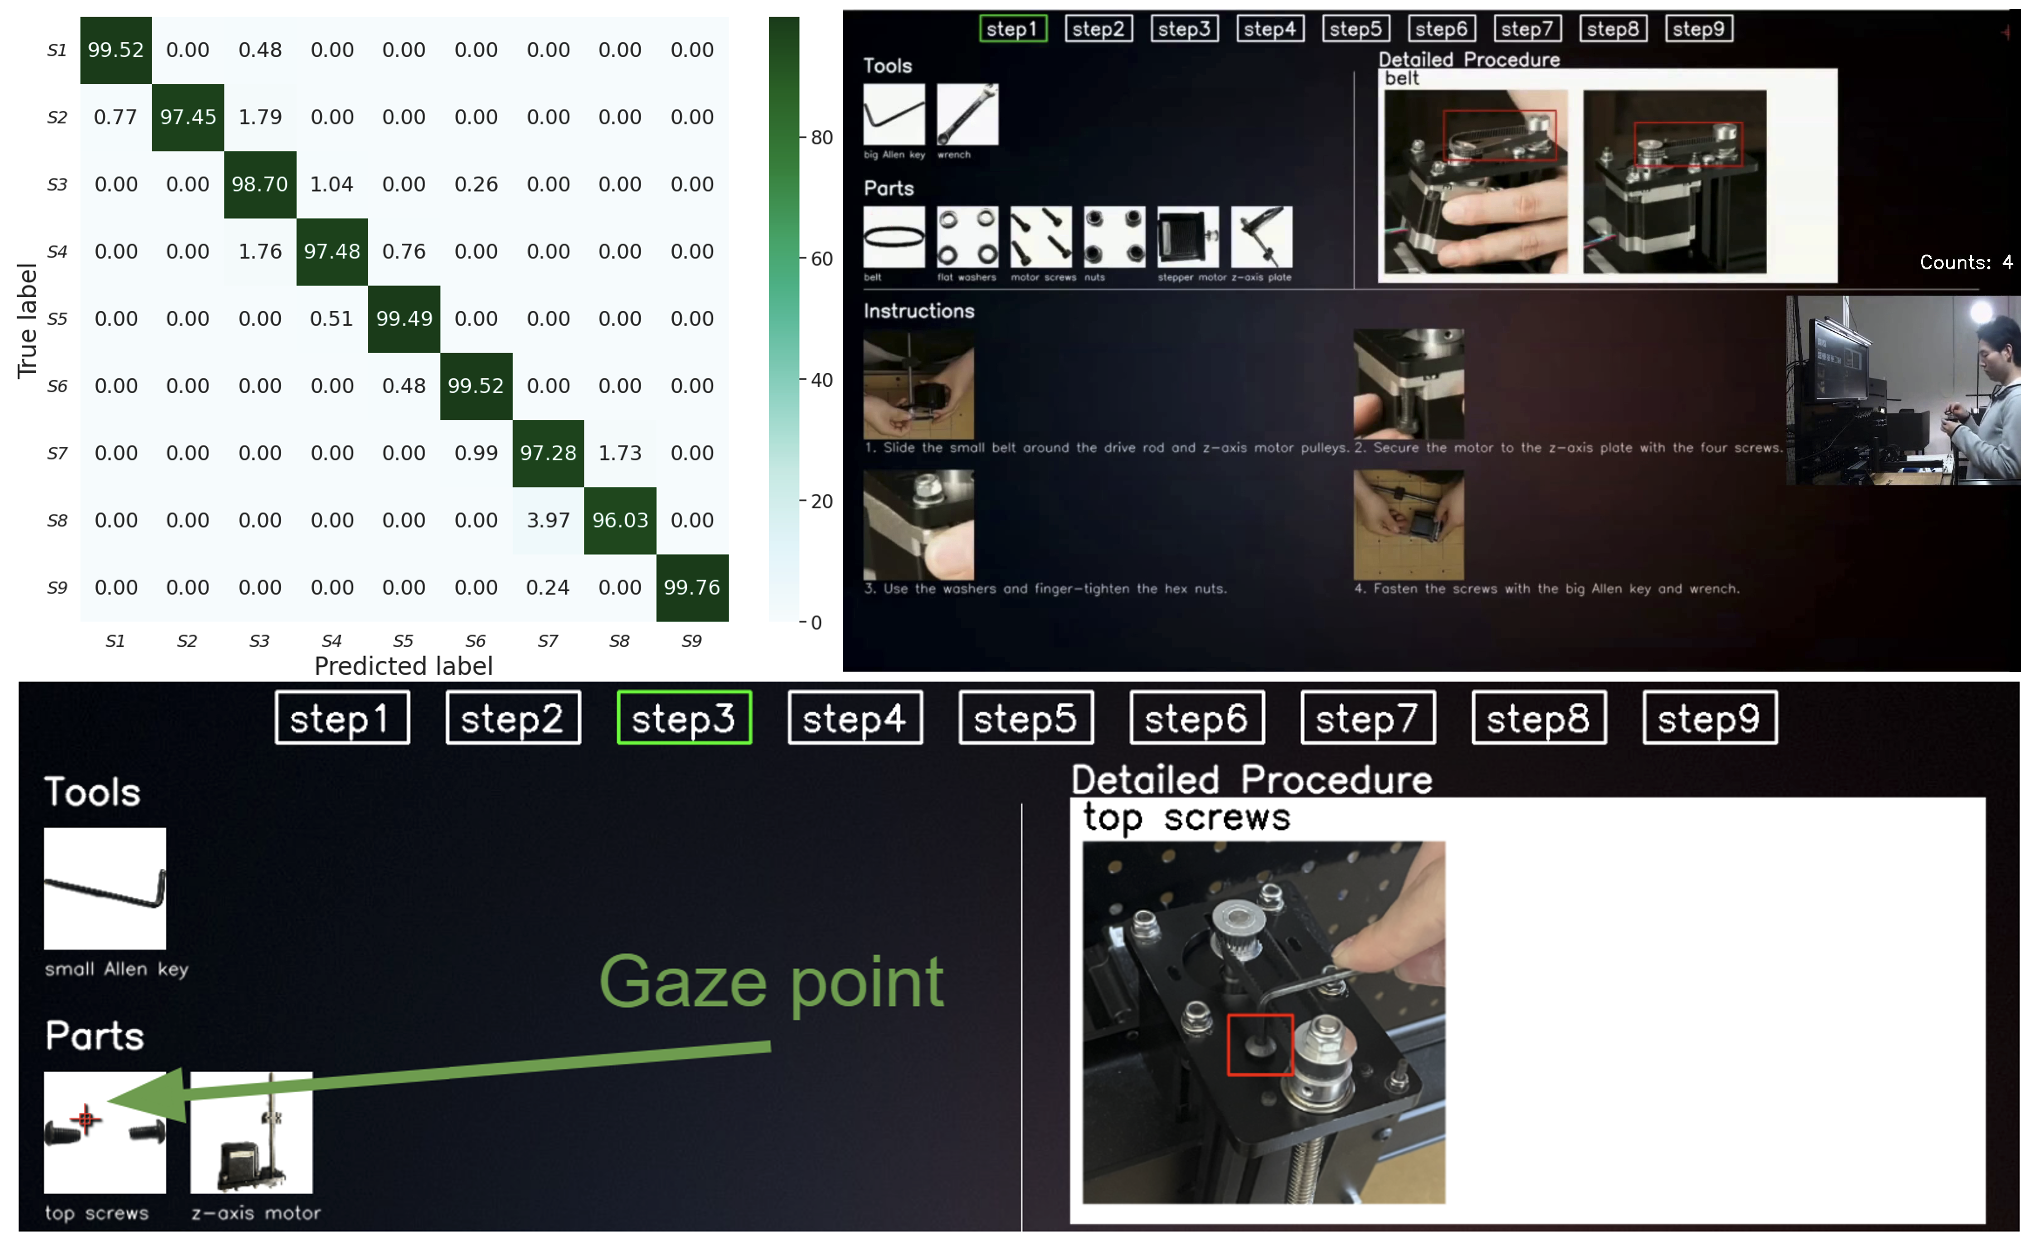 S1 99.52 0.00 0.48 0.00 0.00 0.00 0.00 0.00 0.00
S2 0.77 97.45 1.79 0.00 0.00 0.00 0.00 0.00 0.00
S3 0.00 0.00 98.70 1.04 0.00 0.26 0.00 0.00 0.00
S4 0.00 0.00 1.76 97.48 0.76 0.00 0.00 0.00 0.00
S5 0.00 0.00 0.00 0.51 99.49 0.00 0.00 0.00 0.00
S6 0.00 0.00 0.00 0.00 0.48 99.52 0.00 0.00 0.00
S7 0.00 0.00 0.00 0.00 0.00 0.99 97.28 1.73 0.00
S8 0.00 0.00 0.00 0.00 0.00 0.00 3.97 96.03 0.00
S9 0.00 0.00 0.00 0.00 0.00 0.00 0.24 0.00 99.76
S1 S2 S3 S4 S5 S6 S7 S8 S9
Predicted label
True label
80
60
40
20
0
step1 step2 step3 step4 step5 step6 step7 step8 step9
Tools
big Allen key wrench
Parts
belt flat washers motor screws nuts stepper motor z-axis plate
Detailed Procedure
belt
Counts: 4
Instructions
1. Slide the small belt around the drive rod and z-axis motor pulleys.
2. Secure the motor to the z-axis plate with the four screws.
3. Use the washers and finger-tighten the hex nuts.
4. Fasten the screws with the big Allen key and wrench.
step1 step2 step3 step4 step5 step6 step7 step8 step9
Tools
small Allen key
Parts
top screws z-axis motor
Gaze point
Detailed Procedure
top screws